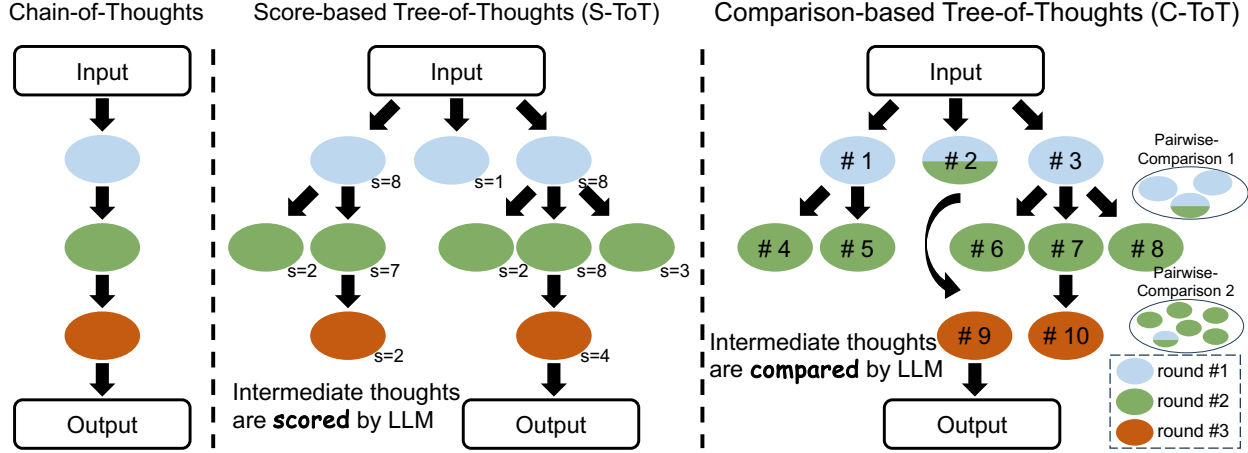 Chain-of-Thoughts
Input
Output
Score-based Tree-of-Thoughts (S-ToT)
Input
s=8
s=1
s=8
s=2
s=7
s=2
s=8
s=3
s=2
s=4
Intermediate thoughts
are scored by LLM
Output
Comparison-based Tree-of-Thoughts (C-ToT)
Input
# 1
# 2
# 3
Pairwise-
Comparison 1
# 4
# 5
# 6
# 7
# 8
Pairwise-
Comparison 2
# 9
# 10
Intermediate thoughts
are compared by LLM
Output
round #1
round #2
round #3